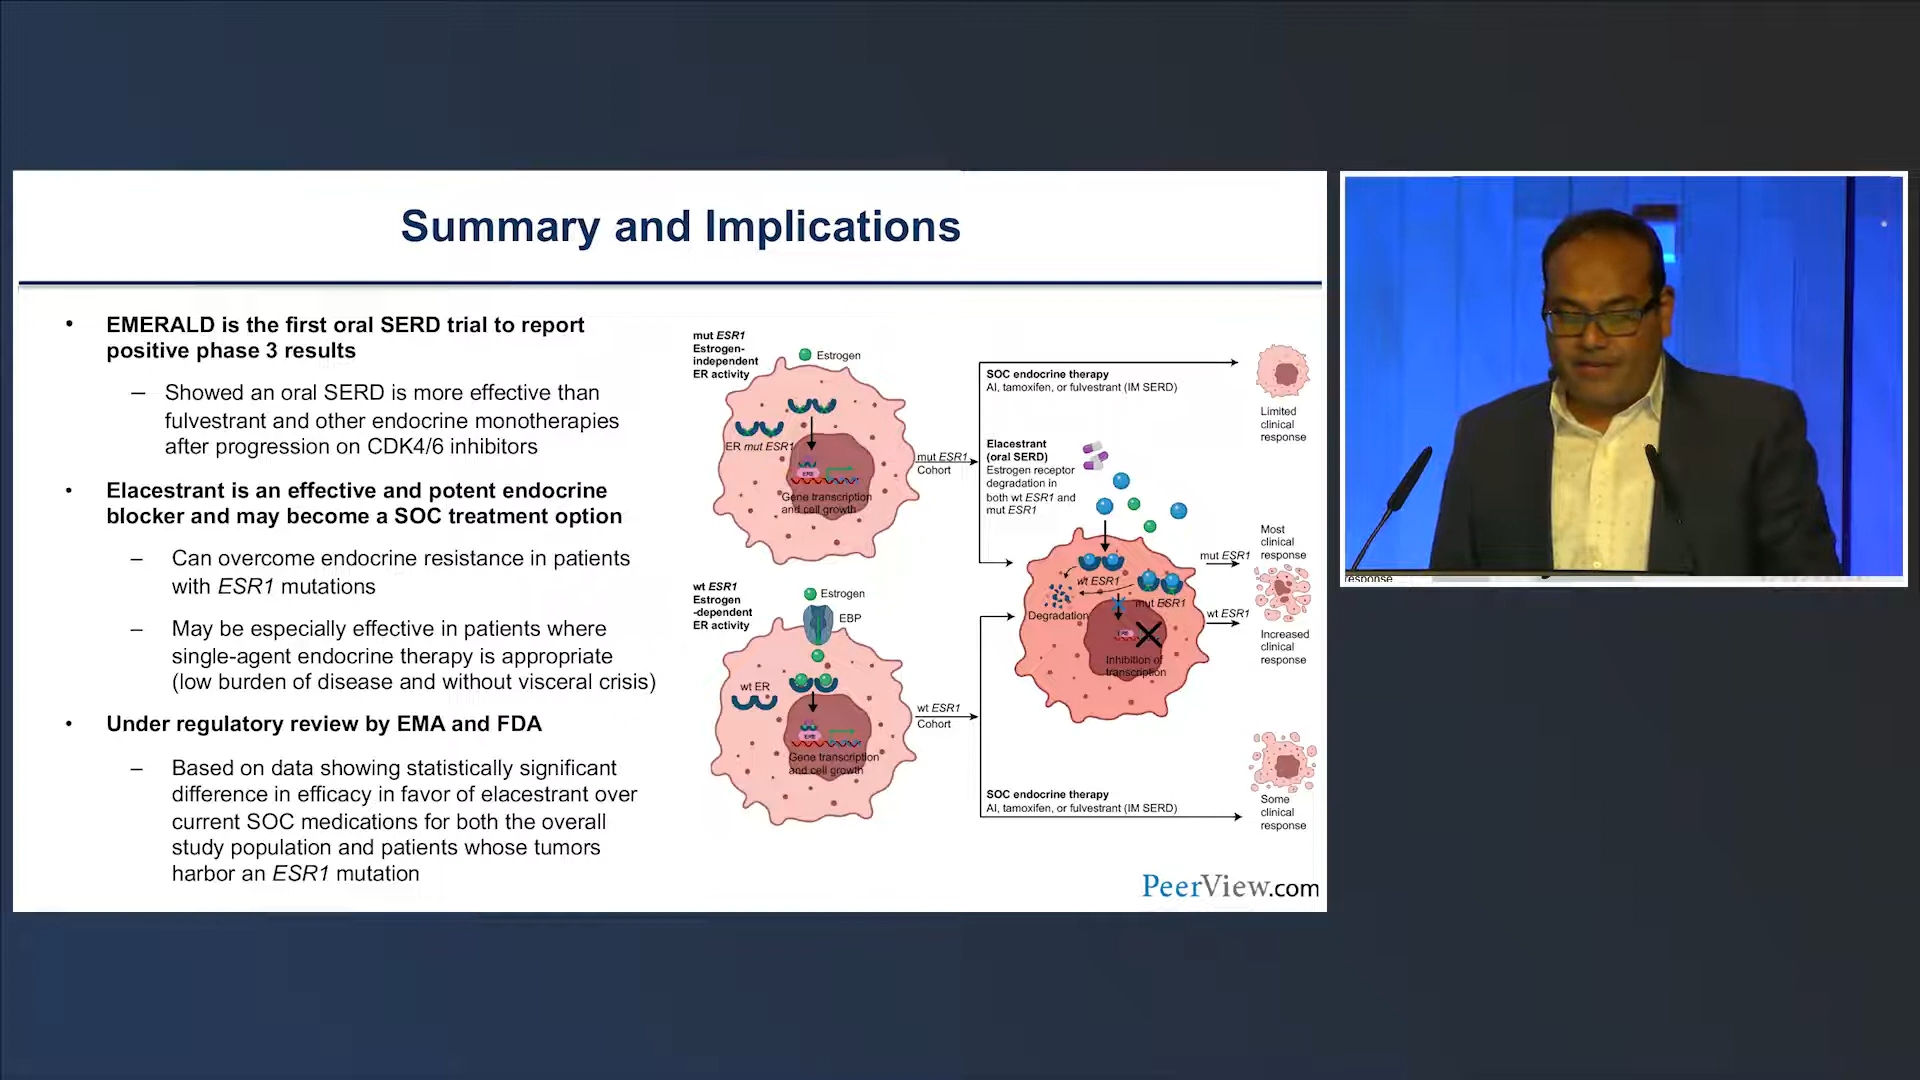 Summary and Implications
• EMERALD is the first oral SERD trial to report
positive phase 3 results
– Showed an oral SERD is more effective than
fulvestrant and other endocrine monotherapies
after progression on CDK4/6 inhibitors
• Elacestrant is an effective and potent endocrine
blocker and may become a SOC treatment option
– Can overcome endocrine resistance in patients
with ESR1 mutations
– May be especially effective in patients where
single-agent endocrine therapy is appropriate
(low burden of disease and without visceral crisis)
• Under regulatory review by EMA and FDA
– Based on data showing statistically significant
difference in efficacy in favor of elacestrant over
current SOC medications for both the overall
study population and patients whose tumors
harbor an ESR1 mutation
mut ESR1
Estrogen-
independent
ER activity
Estrogen
ER mut ESR1
ERE
Gene transcription
and cell growth
mut ESR1
Cohort
SOC endocrine therapy
AI, tamoxifen, or fulvestrant (IM SERD)
Limited
clinical
response
Elacestrant
(oral SERD)
Estrogen receptor
degradation in
both wt ESR1 and
mut ESR1
wt ESR1
mut ESR1
Degradation
ERE
Inhibition of
transcription
mut ESR1
Most
clinical
response
wt ESR1
Increased
clinical
response
wt ESR1
Estrogen
-dependent
ER activity
Estrogen
EBP
wt ER
ERE
Gene transcription
and cell growth
wt ESR1
Cohort
SOC endocrine therapy
AI, tamoxifen, or fulvestrant (IM SERD)
Some
clinical
response
PeerView.com
response